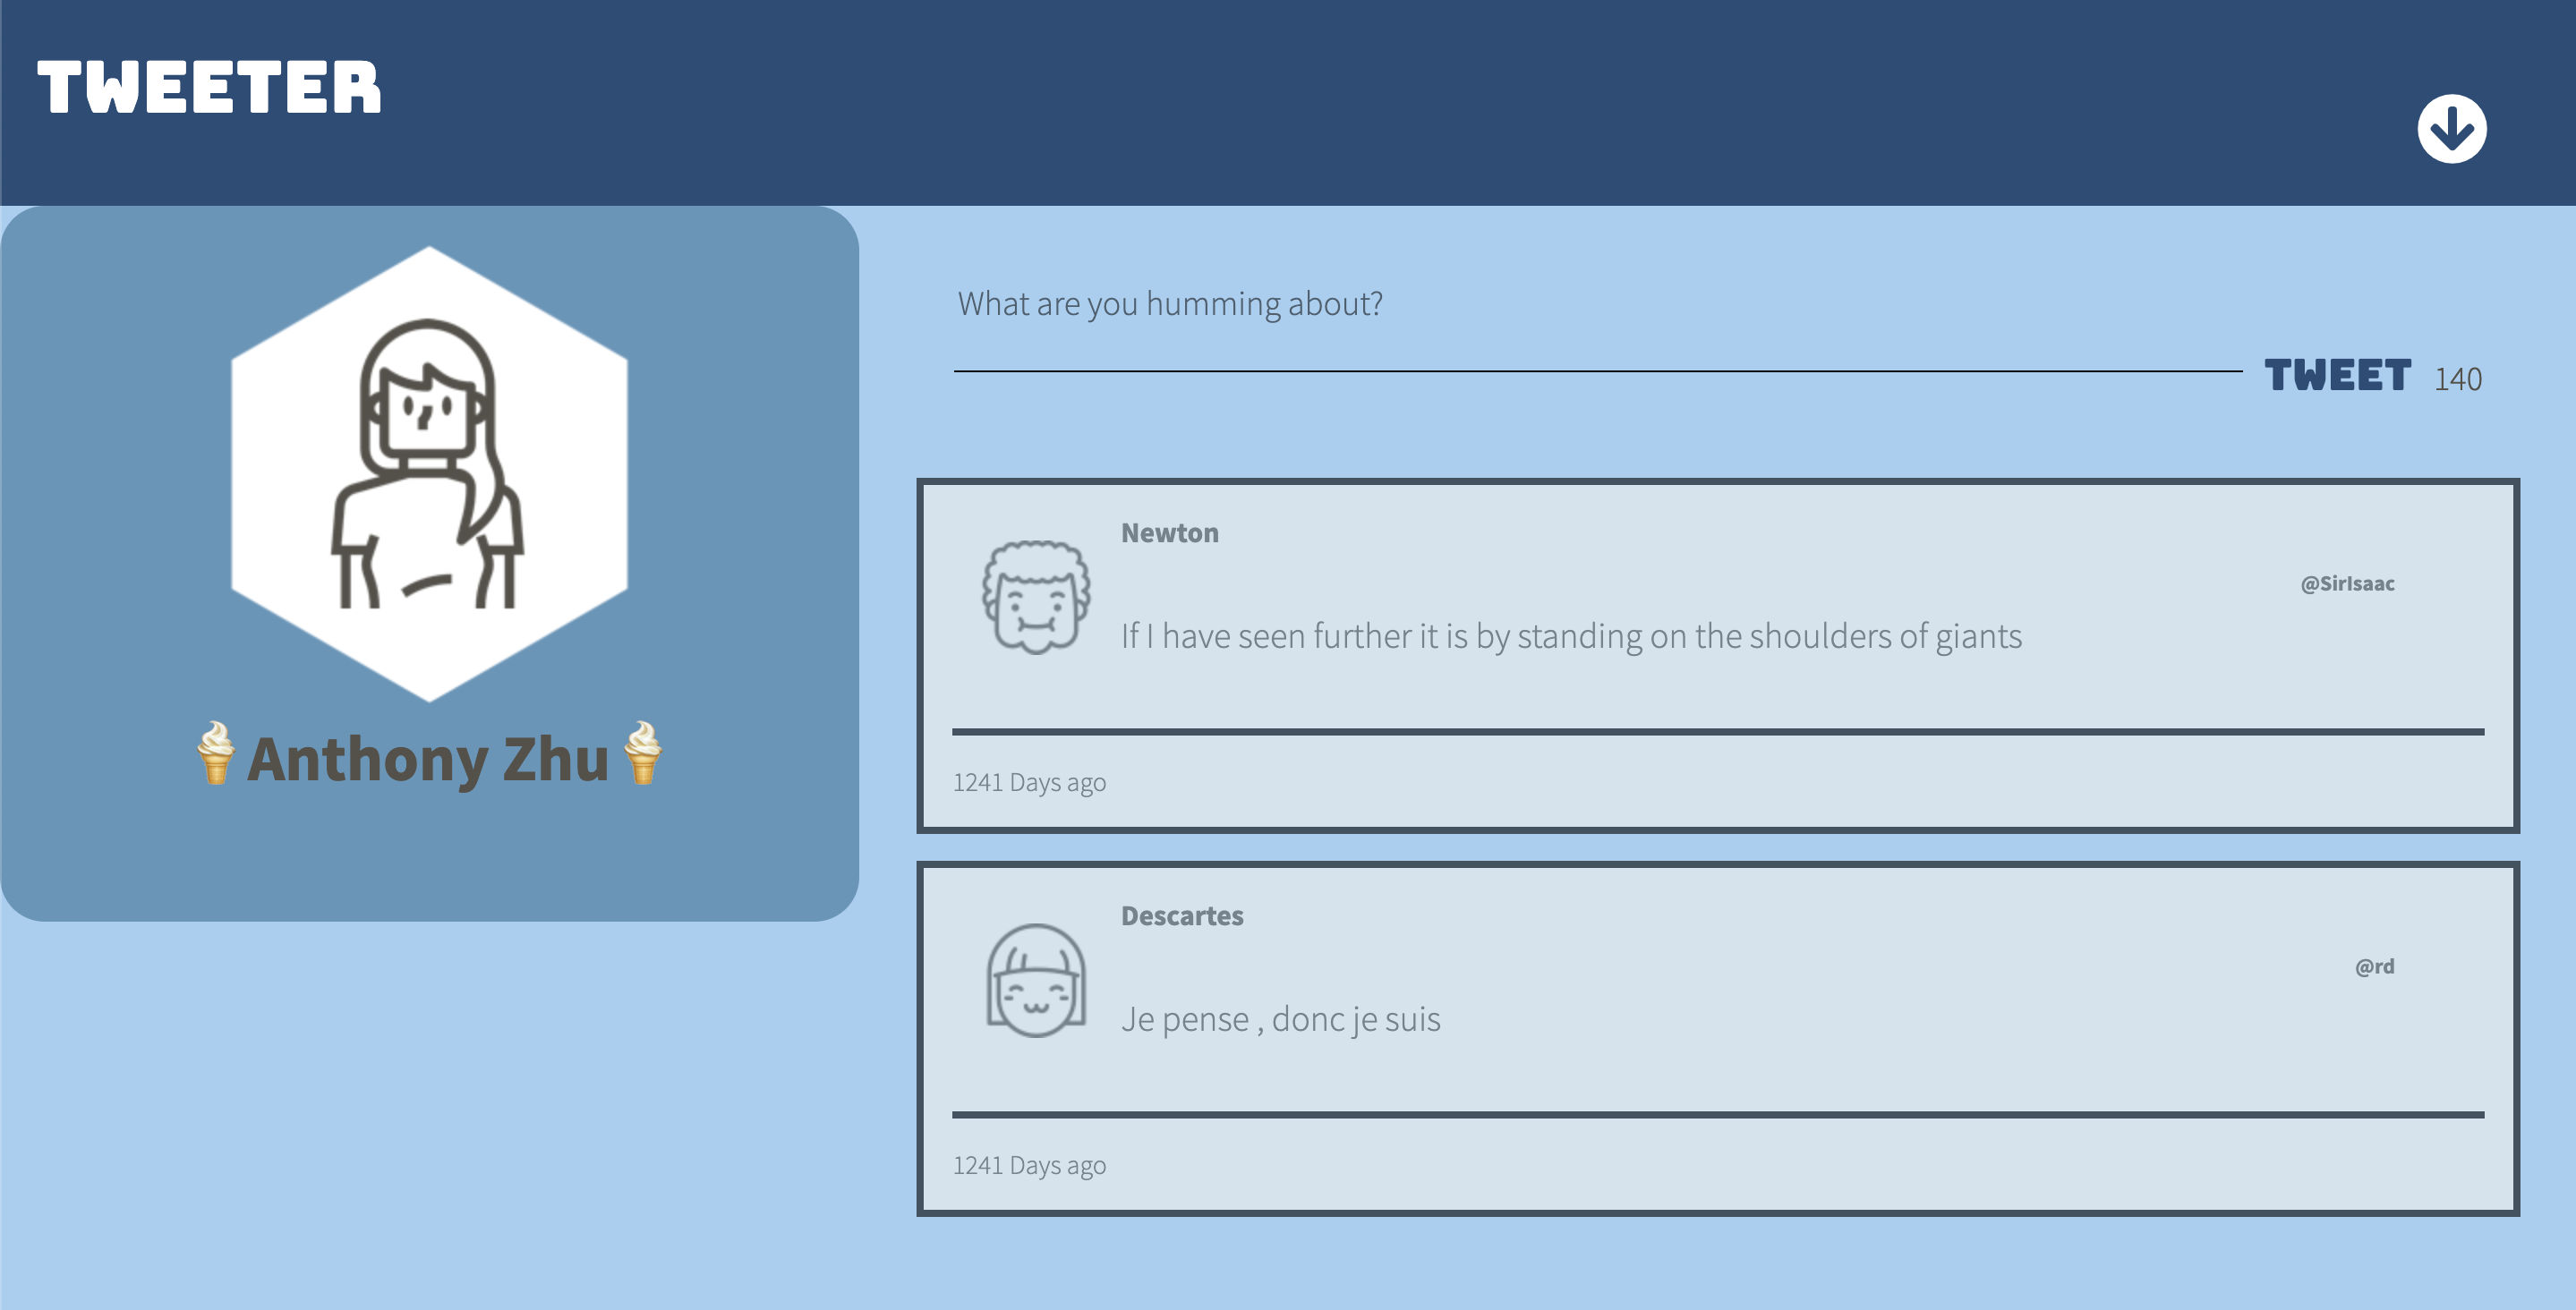 TWEETER
🍦Anthony Zhu🍦
What are you humming about?
TWEET 140
Newton
@SirIsaac
If I have seen further it is by standing on the shoulders of giants
1241 Days ago
Descartes
@rd
Je pense , donc je suis
1241 Days ago